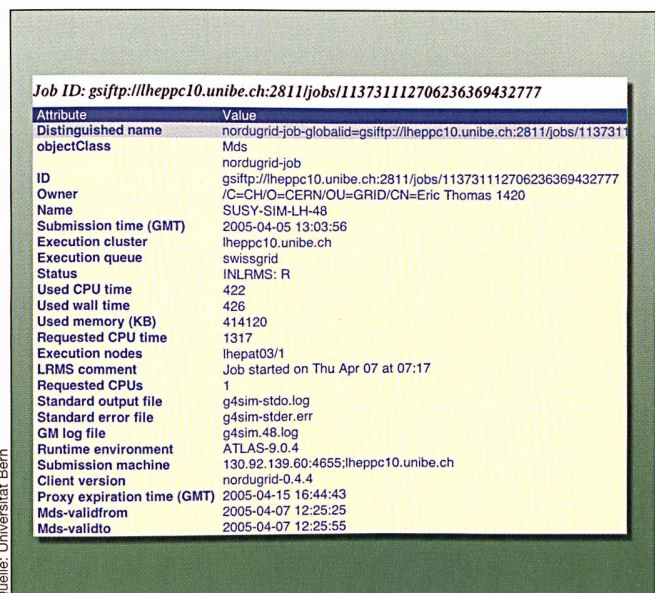 Job ID: gsiftp://lheppc10.unibe.ch:2811/jobs/113731112706236369432777
Attribute Value
Distinguished name nordugrid-job-globalid=gsiftp://lheppc10.unibe.ch:2811/jobs/1137311
objectClass Mds
nordugrid-job
ID gsiftp://lheppc10.unibe.ch:2811/jobs/113731112706236369432777
Owner /C=CH/O=CERN/OU=GRID/CN=Eric Thomas 1420
Name SUSY-SIM-LH-48
Submission time (GMT) 2005-04-05 13:03:56
Execution cluster lheppc10.unibe.ch
Execution queue swissgrid
Status INLRMS: R
Used CPU time 422
Used wall time 426
Used memory (KB) 414120
Requested CPU time 1317
Execution nodes lhepat03/1
LRMS comment Job started on Thu Apr 07 at 07:17
Requested CPUs 1
Standard output file g4sim-stdo.log
Standard error file g4sim-stder.err
GM log file g4sim.48.log
Runtime environment ATLAS-9.0.4
Submission machine 130.92.139.60:4655;lheppc10.unibe.ch
Client version nordugrid-0.4.4
Proxy expiration time (GMT) 2005-04-15 16:44:43
Mds-validfrom 2005-04-07 12:25:25
Mds-validto 2005-04-07 12:25:55
Quelle: Universität Bern